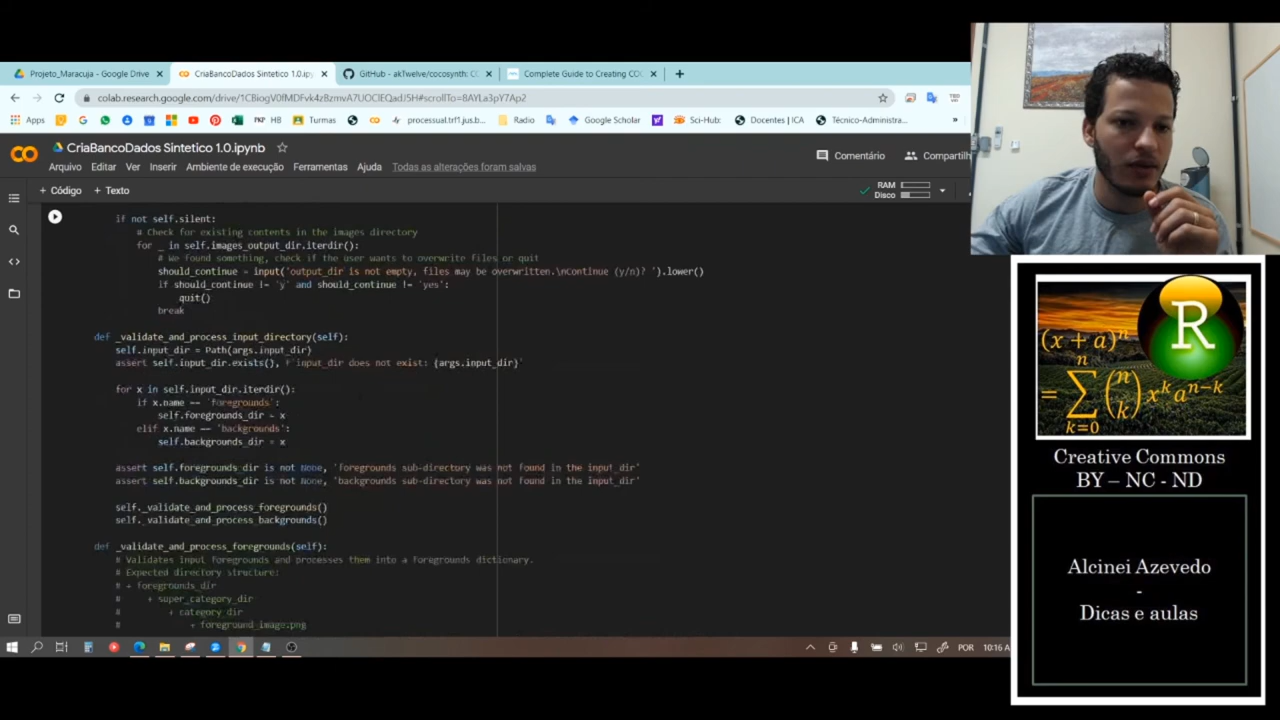 Projeto_Maracuja - Google Drive
CriaBancoDados Sintetico 1.0.ipynb
GitHub - akTwelve/cocosynth: CO
Complete Guide to Creating COC
colab.research.google.com/drive/
Apps
PKP
HB
Turmas
processual.trf1.jus.b...
Radio
Google Scholar
Sci-Hub:
Docentes | ICA
Técnico-Administra...
CriaBancoDados Sintetico 1.0.ipynb
Comentário
Compartilh
Arquivo Editar Ver Inserir Ambiente de execução Ferramentas Ajuda Todas as alterações foram salvas
+ Código + Texto
RAM
Disco
if not self.silent:
# Check for existing contents in the images directory
for _ in self.images_output_dir.iterdir():
# We found something, check if the user wants to overwrite files or quit
should_continue = input('output_dir is not empty, files may be overwritten.\nContinue (y/n)? ').lower()
if should_continue != 'y' and should_continue != 'yes':
quit()
break
def _validate_and_process_input_directory(self):
self.input_dir = Path(args.input_dir)
assert self.input_dir.exists(), f'input_dir does not exist: {args.input_dir}'
for x in self.input_dir.iterdir():
if x.name == 'foregrounds':
self.foregrounds_dir = x
elif x.name == 'backgrounds':
self.backgrounds_dir = x
assert self.foregrounds_dir is not None, 'foregrounds sub-directory was not found in the input_dir'
assert self.backgrounds_dir is not None, 'backgrounds sub-directory was not found in the input_dir'
self._validate_and_process_foregrounds()
self._validate_and_process_backgrounds()
def _validate_and_process_foregrounds(self):
# Validates input foregrounds and processes them into a foregrounds dictionary.
# Expected directory structure:
# + foregrounds_dir
# + super_category_dir
# + category_dir
# + foreground_image.png
POR
10:16 A
R
(x + a)^n
= ∑ n k=0 (n k) x^k a^{n-k}
Creative Commons
BY – NC - ND
Alcinei Azevedo
-
Dicas e aulas